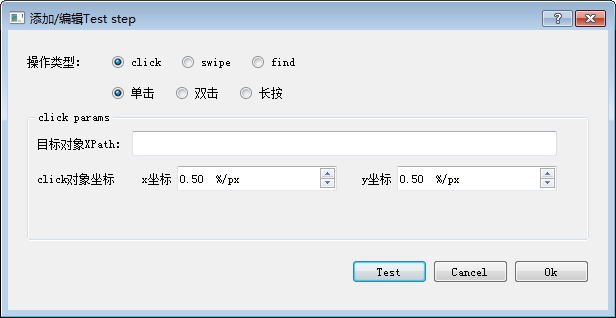 添加/编辑Test step
操作类型: click swipe find
单击 双击 长按
click params
目标对象XPath:
click对象坐标 x坐标 0.50 %/px y坐标 0.50 %/px
Test Cancel Ok